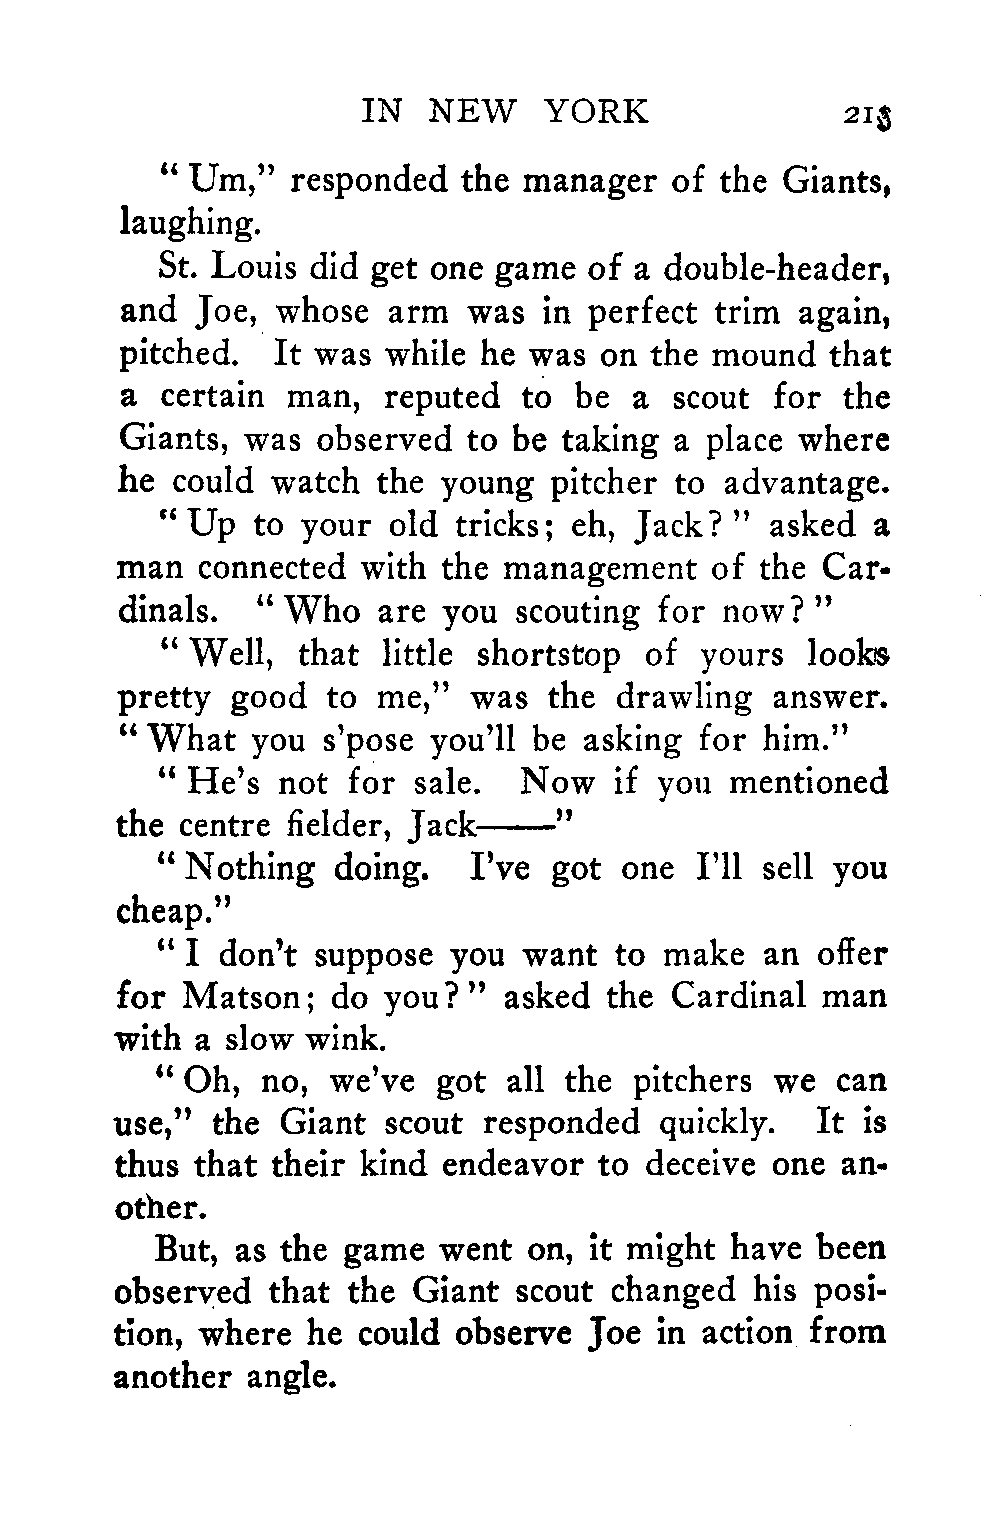 IN NEW YORK 213
“ Um,” responded the manager of the Giants,
laughing.
St. Louis did get one game of a double-header,
and Joe, whose arm was in perfect trim again,
pitched. It was while he was on the mound that
a certain man, reputed to be a scout for the
Giants, was observed to be taking a place where
he could watch the young pitcher to advantage.
“ Up to your old tricks; eh, Jack? ” asked a
man connected with the management of the Car-
dinals. “ Who are you scouting for now? ”
“ Well, that little shortstop of yours looks
pretty good to me,” was the drawling answer.
“ What you s’pose you’ll be asking for him.”
“ He’s not for sale. Now if you mentioned
the centre fielder, Jack——”
“ Nothing doing. I’ve got one I’ll sell you
cheap.”
“ I don’t suppose you want to make an offer
for Matson; do you? ” asked the Cardinal man
with a slow wink.
“ Oh, no, we’ve got all the pitchers we can
use,” the Giant scout responded quickly. It is
thus that their kind endeavor to deceive one an-
other.
But, as the game went on, it might have been
observed that the Giant scout changed his posi-
tion, where he could observe Joe in action from
another angle.